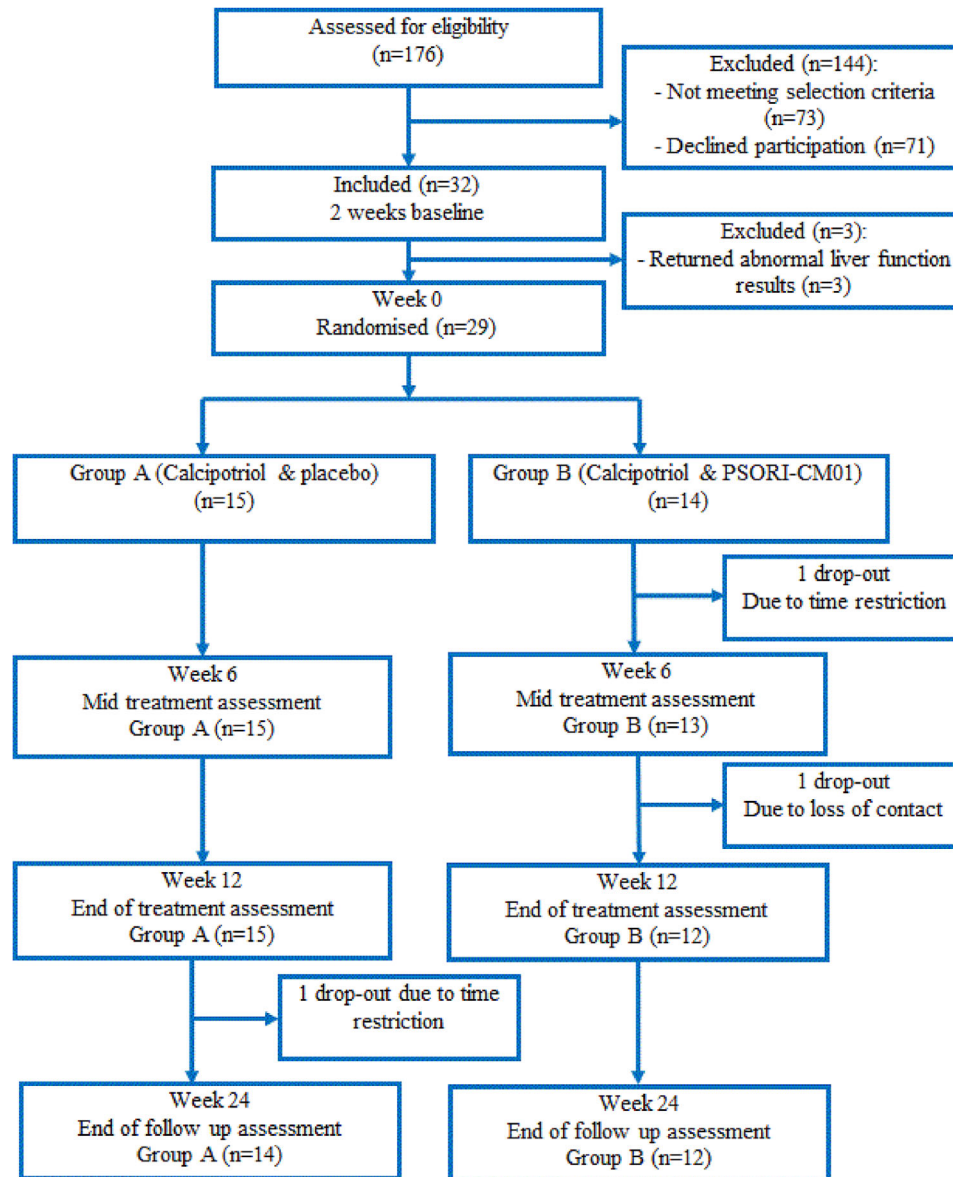 Assessed for eligibility
(n=176)
Excluded (n=144):
- Not meeting selection criteria
(n=73)
- Declined participation (n=71)
Included (n=32)
2 weeks baseline
Excluded (n=3):
- Returned abnormal liver function
results (n=3)
Week 0
Randomised (n=29)
Group A (Calcipotriol & placebo)
(n=15)
Group B (Calcipotriol & PSORI-CM01)
(n=14)
1 drop-out
Due to time restriction
Week 6
Mid treatment assessment
Group A (n=15)
Week 6
Mid treatment assessment
Group B (n=13)
1 drop-out
Due to loss of contact
Week 12
End of treatment assessment
Group A (n=15)
Week 12
End of treatment assessment
Group B (n=12)
1 drop-out due to time
restriction
Week 24
End of follow up assessment
Group A (n=14)
Week 24
End of follow up assessment
Group B (n=12)